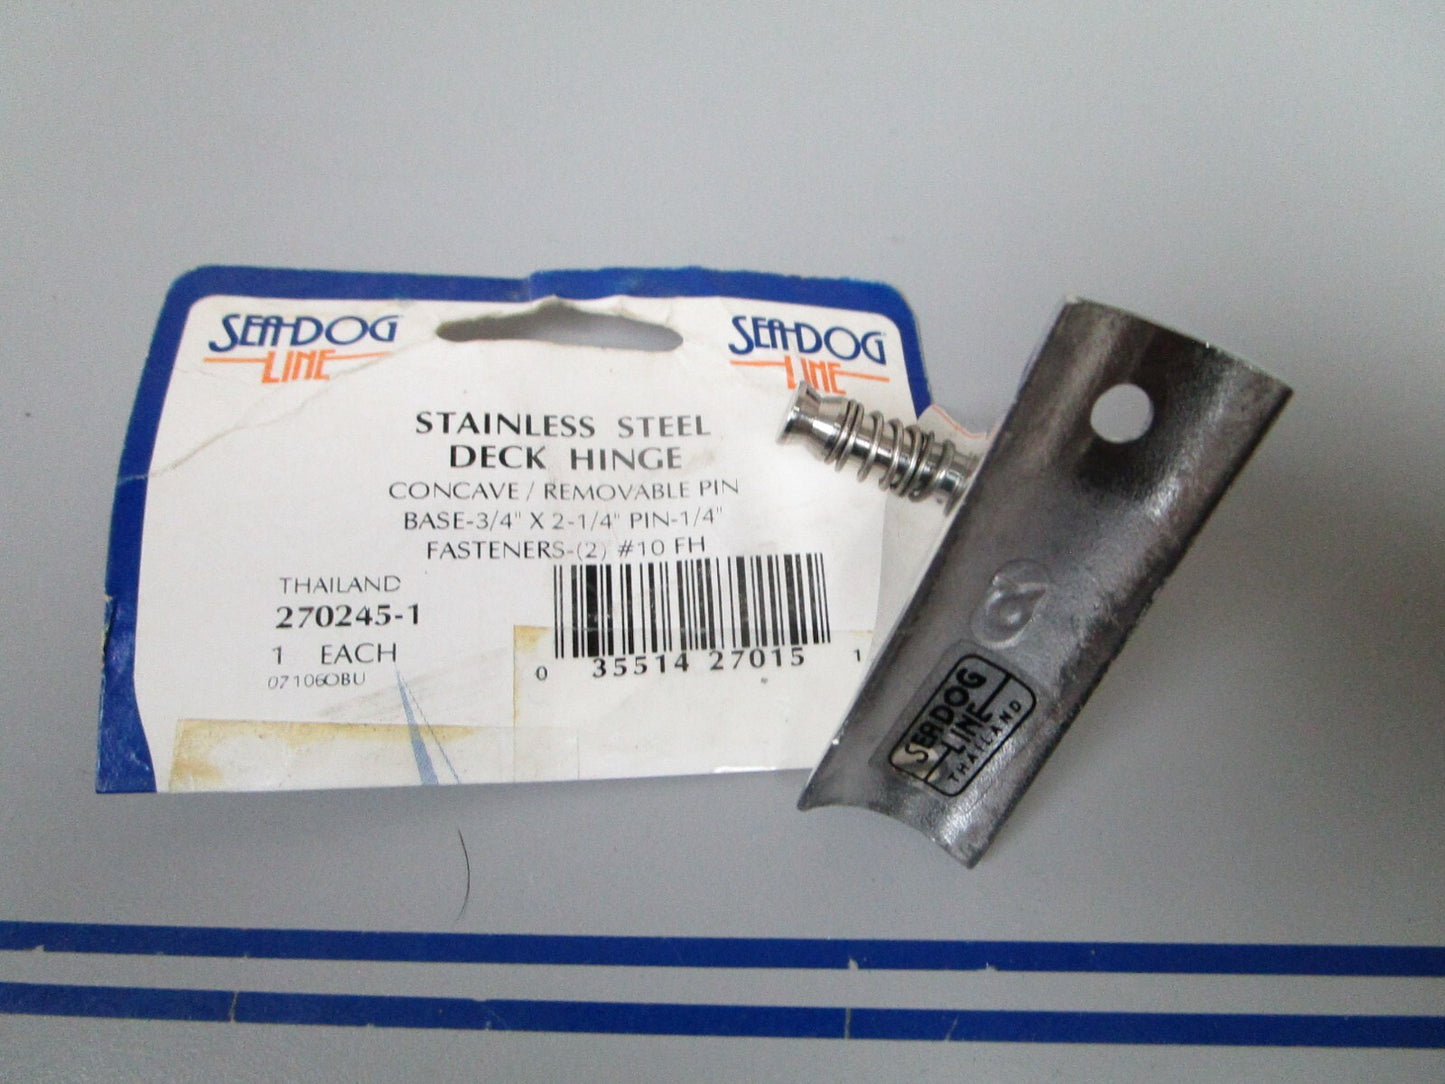 SEA-DOG
LINE
SEA-DOG
LINE
STAINLESS STEEL
DECK HINGE
CONCAVE / REMOVABLE PIN
BASE-3/4" X 2-1/4" PIN-1/4"
FASTENERS-(2) #10 FH
THAILAND
270245-1
1 EACH
071060BU
0 35514 27015 1
SEADOG
LINE
THAILAND